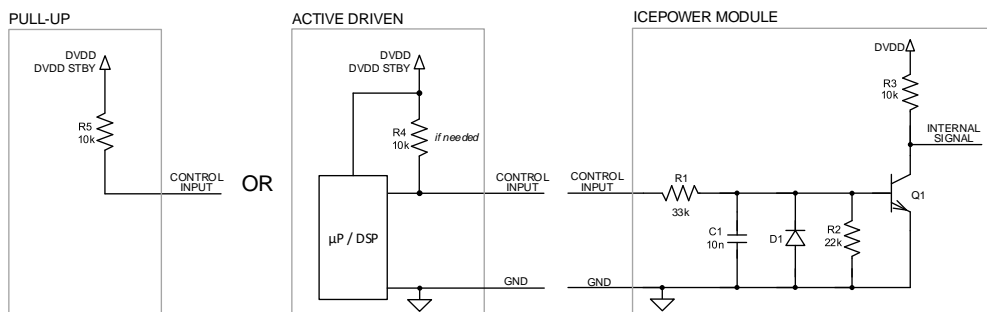 PULL-UP
DVDD
DVDD STBY
R5
10k
CONTROL
INPUT
OR
ACTIVE DRIVEN
DVDD
DVDD STBY
R4
10k
if needed
µP / DSP
CONTROL
INPUT
GND
ICEPOWER MODULE
CONTROL
INPUT
GND
R1
33k
C1
10n
D1
R2
22k
DVDD
R3
10k
INTERNAL
SIGNAL
Q1